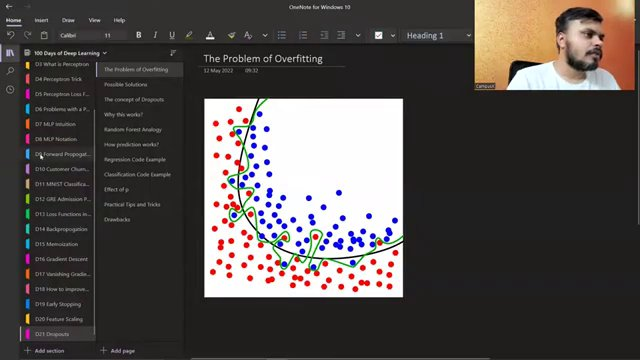 OneNote for Windows 10
Home
Insert
Draw
View
Help
Heading 1
100 Days of Deep Learning
D3 What is Perceptron
D4 Perceptron Trick
D5 Perceptron Loss F...
D6 Problems with a P...
D7 MLP Intuition
D8 MLP Notation
D9 Forward Propogat...
D10 Customer Churn...
D11 MNIST Classifica...
D12 GRE Admission P...
D13 Loss Functions in...
D14 Backpropagation
D15 Memoization
D16 Gradient Descent
D17 Vanishing Gradie...
D18 How to improve...
D19 Early Stopping
D20 Feature Scaling
D21 Dropouts
Add section
The Problem of Overfitting
Possible Solutions
The concept of Dropouts
Why this works?
Random Forest Analogy
How prediction works?
Regression Code Example
Classification Code Example
Effect of p
Practical Tips and Tricks
Drawbacks
Add page
The Problem of Overfitting
12 May 2022 09:32
CampusX